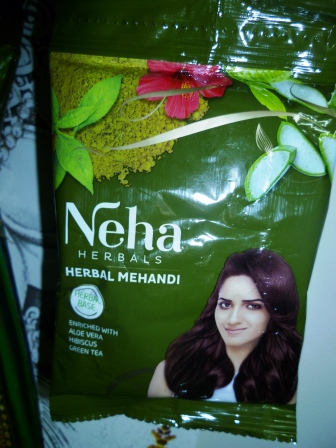 Neha
HERBALS
HERBAL MEHANDI
HERBAL
BASE
ENRICHED WITH
ALOE VERA
HIBISCUS
GREEN TEA